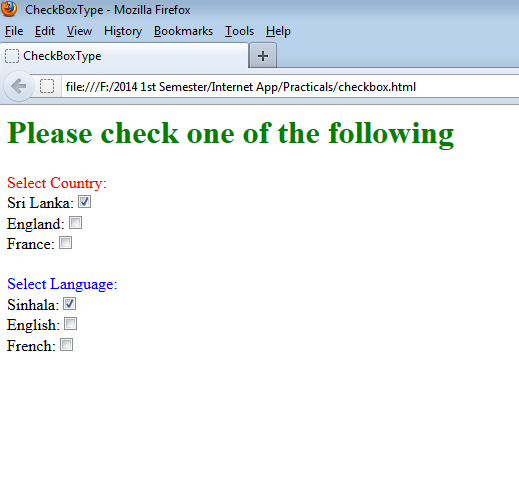 CheckBoxType - Mozilla Firefox
File Edit View History Bookmarks Tools Help
CheckBoxType
file:///F:/2014 1st Semester/Internet App/Practicals/checkbox.html
Please check one of the following
Select Country:
Sri Lanka:
England:
France:
Select Language:
Sinhala:
English:
French: